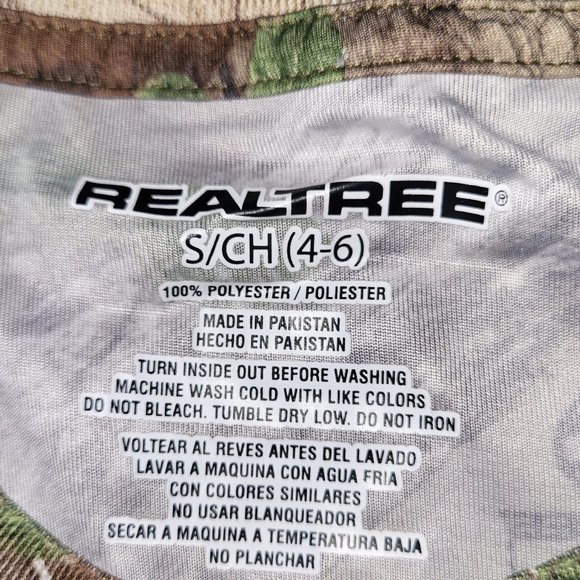 REALTREE®
S/CH (4-6)
100% POLYESTER / POLIESTER
MADE IN PAKISTAN
HECHO EN PAKISTAN
TURN INSIDE OUT BEFORE WASHING
MACHINE WASH COLD WITH LIKE COLORS
DO NOT BLEACH. TUMBLE DRY LOW. DO NOT IRON
VOLTEAR AL REVES ANTES DEL LAVADO
LAVAR A MAQUINA CON AGUA FRIA
CON COLORES SIMILARES
NO USAR BLANQUEADOR
SECAR A MAQUINA A TEMPERATURA BAJA
NO PLANCHAR